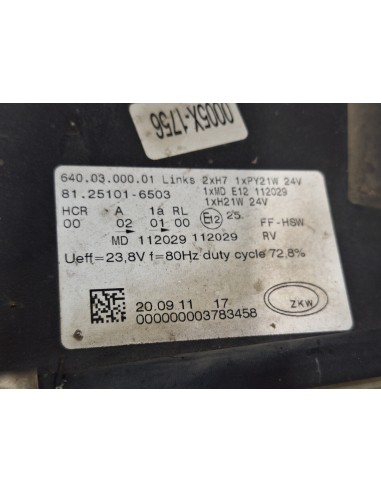 0005X-1756
640.03.000.01 Links 2xH7 1xPY21W 24V
81.25101-6503 1xMD E12 112029
1xH21W 24V
HCR A 1a RL E12 25 FF-HSW
00 02 01 00 RV
MD 112029 112029
Ueff=23,8V f=80Hz duty cycle 72,8%
20.09.11 17
000000003783458
ZKW